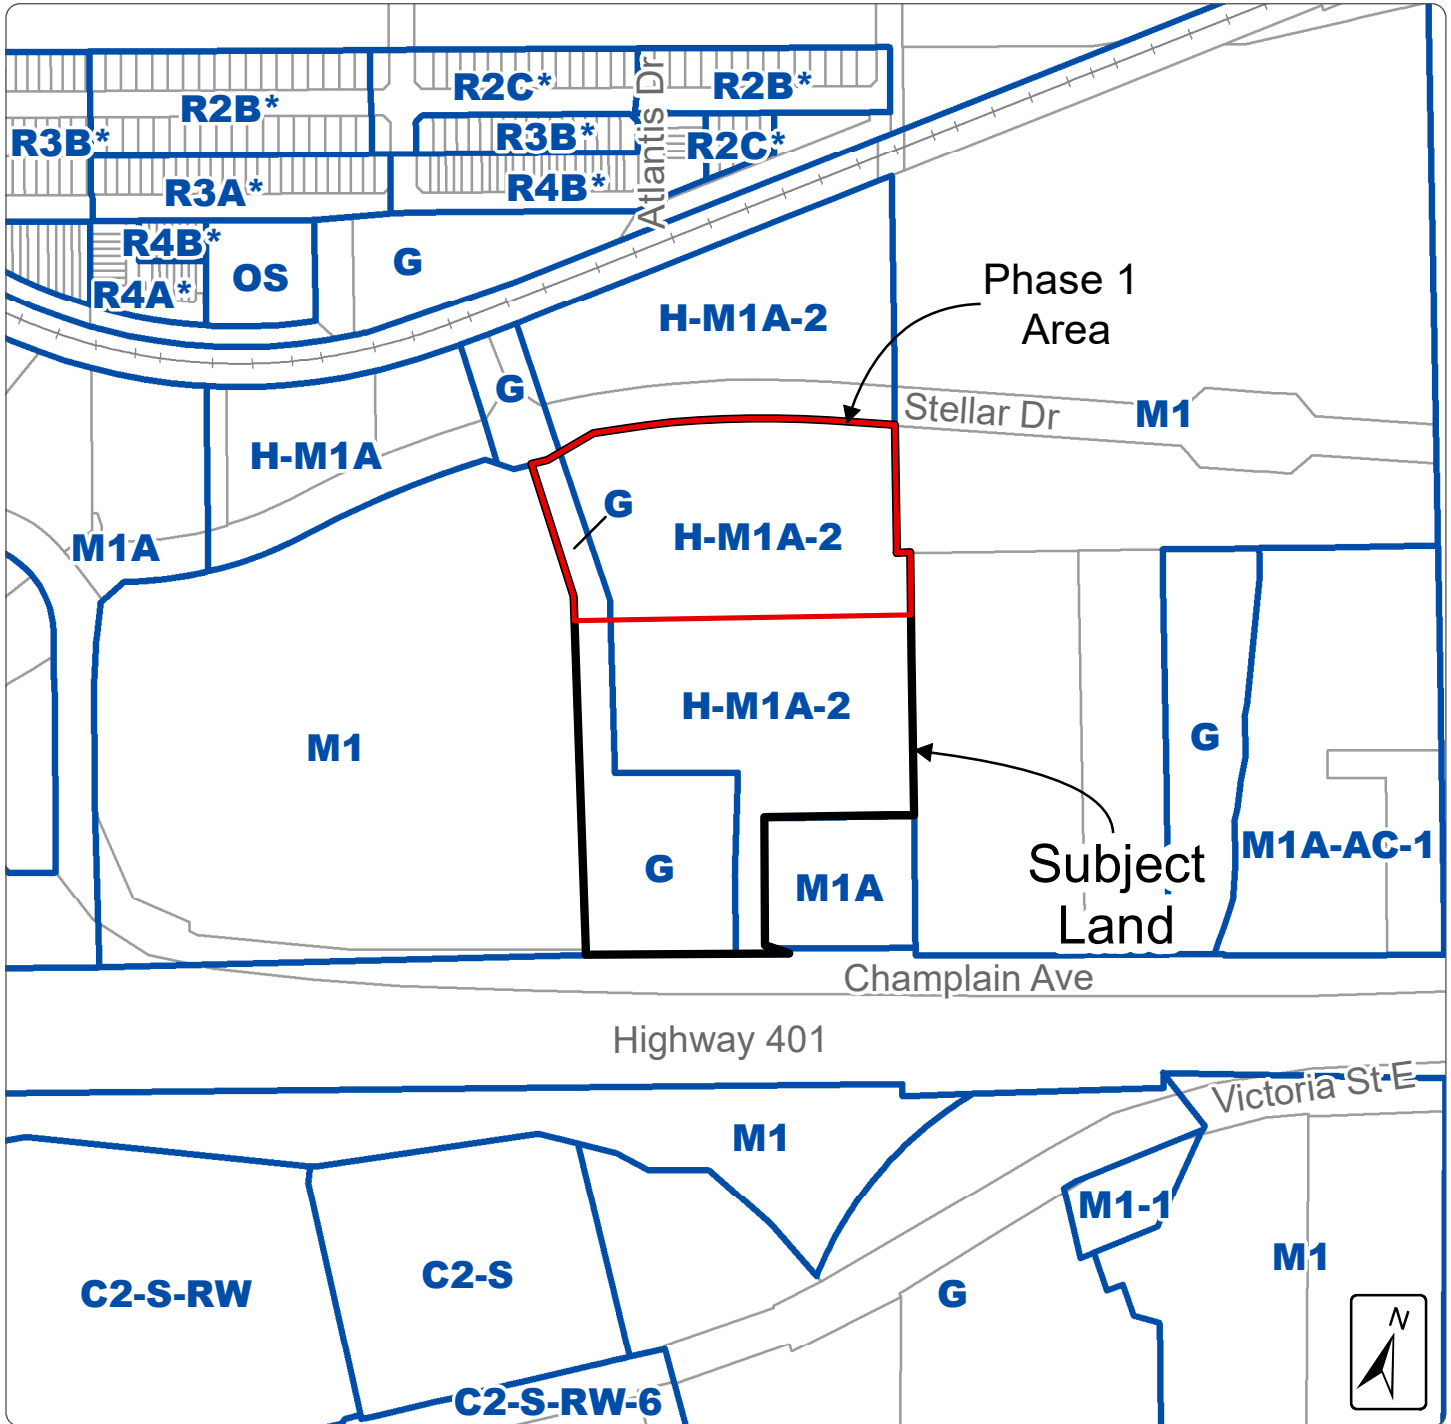 R2C*
R2B*
R2B*
Atlantis Dr
R3B*
R3B*
R2C*
R3A*
R4B*
R4B*
OS
G
R4A*
Phase 1
Area
H-M1A-2
G
Stellar Dr
M1
H-M1A
G
H-M1A-2
M1A
H-M1A-2
M1
G
M1A-AC-1
Subject
Land
G
M1A
Champlain Ave
Highway 401
Victoria St E
M1
M1-1
M1
C2-S
C2-S-RW
G
N
C2-S-RW-6